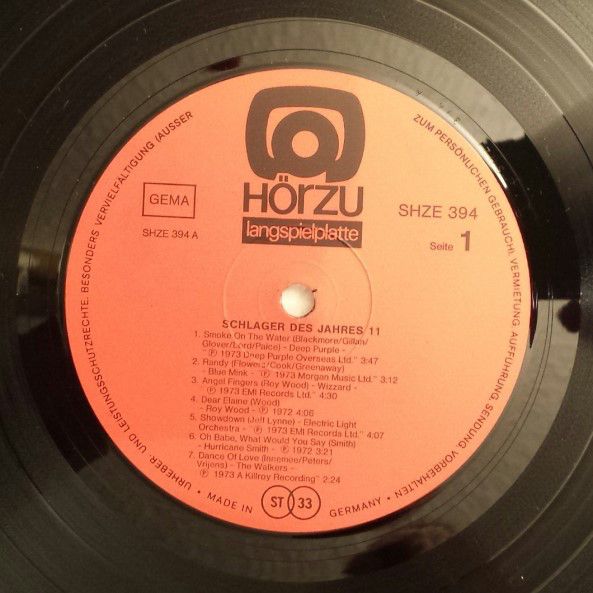 HÖRZU
langspielplatte
GEMA
SHZE 394 A
SHZE 394
Seite 1
SCHLAGER DES JAHRES 11
1. Smoke On The Water (Blackmore/Gillan/
Glover/Lord/Paice) - Deep Purple -
"℗ 1973 Deep Purple Overseas Ltd." 3:47
2. Randy (Flowers/Cook/Greenaway)
- Blue Mink - "℗ 1973 Morgan Music Ltd." 3:12
3. Angel Fingers (Roy Wood) - Wizzard -
"℗ 1973 EMI Records Ltd." 4:30
4. Dear Elaine (Wood)
- Roy Wood - ℗ 1972 4:06
5. Showdown (Jeff Lynne) - Electric Light
Orchestra - "℗ 1973 EMI Records Ltd." 4:07
6. Oh Babe, What Would You Say (Smith)
- Hurricane Smith - ℗ 1972 3:21
7. Dance Of Love (Innemee/Peters/
Vrijens) - The Walkers -
"℗ 1973 A Killroy Recording" 2:24
ST 33
URHEBER- UND LEISTUNGSSCHUTZRECHTE, BESONDERS VERVIELFÄLTIGUNG (AUSSER
ZUM PERSÖNLICHEN GEBRAUCH), VERMIETUNG, AUFFÜHRUNG, SENDUNG VORBEHALTEN
• MADE IN GERMANY •